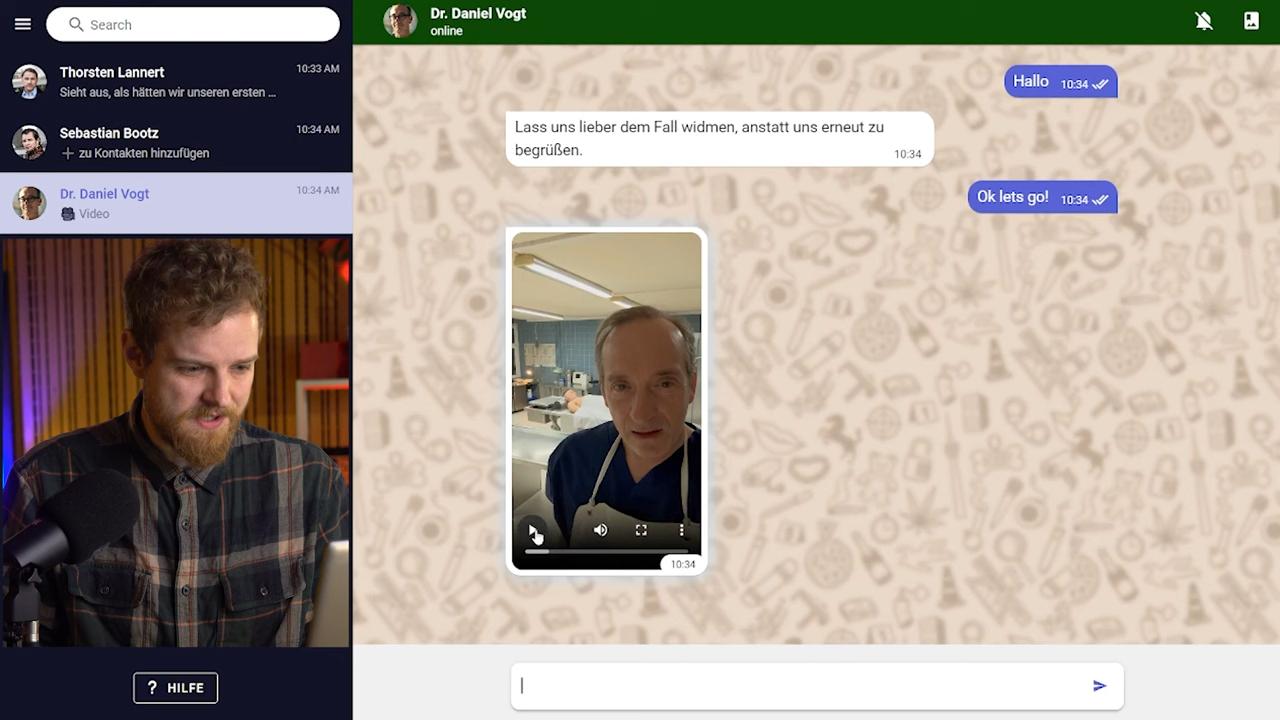 Search
Thorsten Lannert
10:33 AM
Sieht aus, als hätten wir unseren ersten ...
Sebastian Bootz
10:34 AM
zu Kontakten hinzufügen
Dr. Daniel Vogt
10:34 AM
Video
? HILFE
Dr. Daniel Vogt
online
Hallo 10:34
Lass uns lieber dem Fall widmen, anstatt uns erneut zu
begrüßen.
10:34
Ok lets go! 10:34
10:34